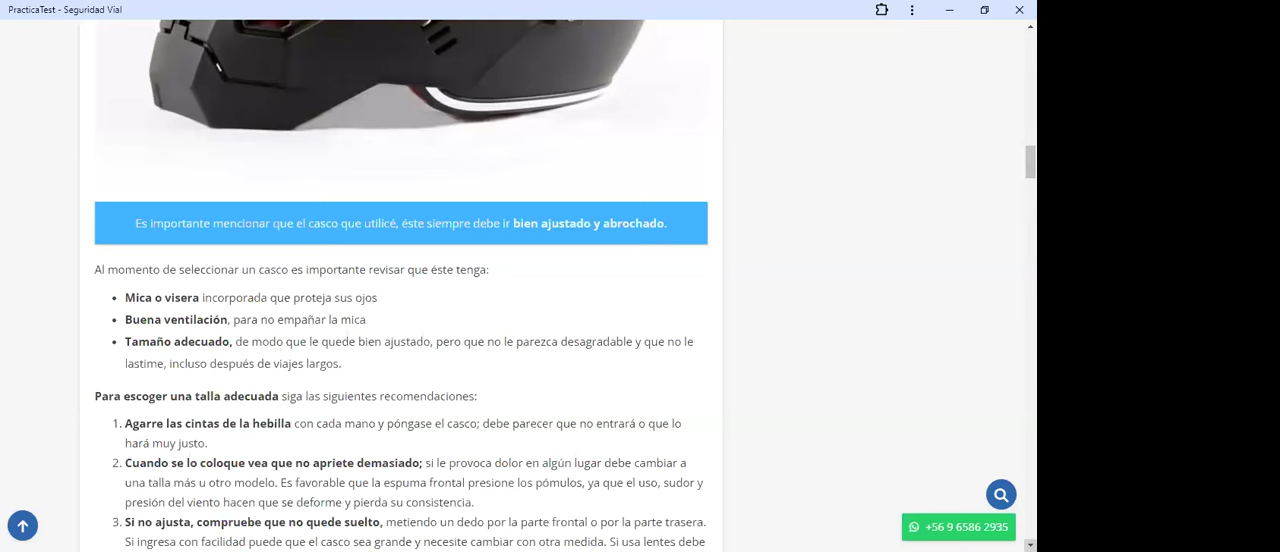 PracticaTest - Seguridad Vial
Es importante mencionar que el casco que utilicé, éste siempre debe ir bien ajustado y abrochado.
Al momento de seleccionar un casco es importante revisar que éste tenga:
• Mica o visera incorporada que proteja sus ojos
• Buena ventilación, para no empañar la mica
• Tamaño adecuado, de modo que le quede bien ajustado, pero que no le parezca desagradable y que no le
lastime, incluso después de viajes largos.
Para escoger una talla adecuada siga las siguientes recomendaciones:
1. Agarre las cintas de la hebilla con cada mano y póngase el casco; debe parecer que no entrará o que lo
hará muy justo.
2. Cuando se lo coloque vea que no apriete demasiado; si le provoca dolor en algún lugar debe cambiar a
una talla más u otro modelo. Es favorable que la espuma frontal presione los pómulos, ya que el uso, sudor y
presión del viento hacen que se deforme y pierda su consistencia.
3. Si no ajusta, compruebe que no quede suelto, metiendo un dedo por la parte frontal o por la parte trasera.
Si ingresa con facilidad puede que el casco sea grande y necesite cambiar con otra medida. Si usa lentes debe
+56 9 6586 2935